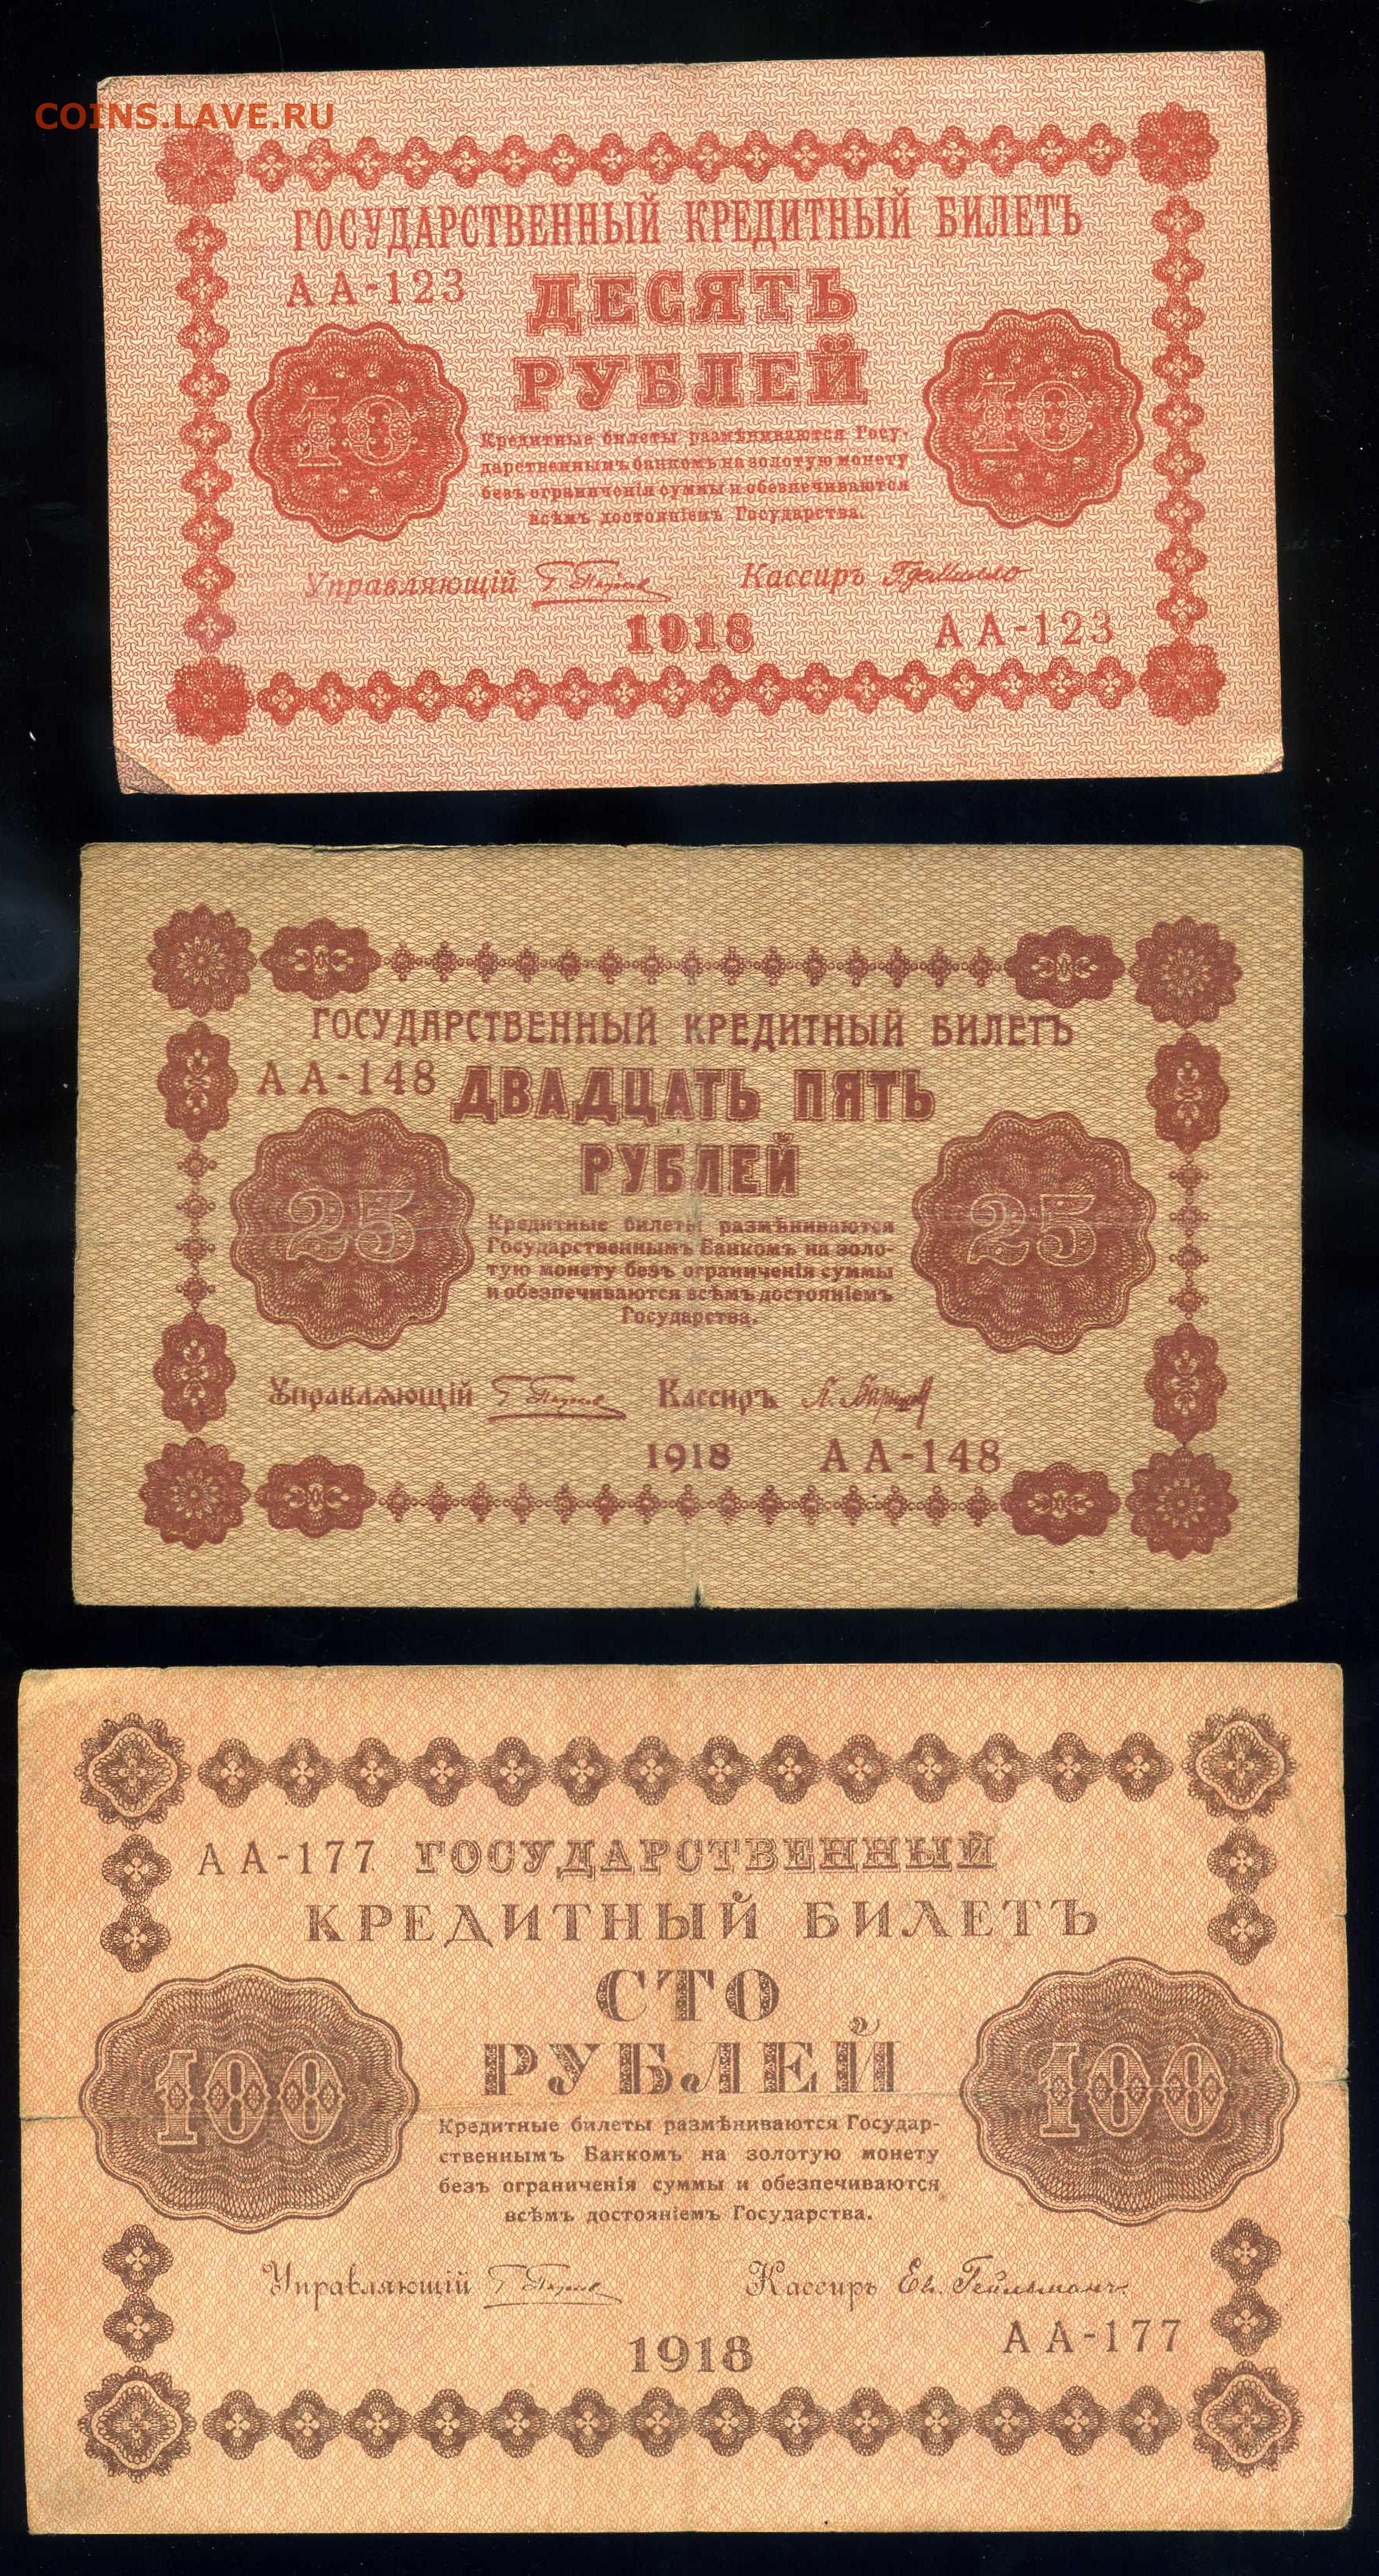 COINS.LAVE.RU
ГОСУДАРСТВЕННЫЙ КРЕДИТНЫЙ БИЛЕТЪ
АА-123
ДЕСЯТЬ
РУБЛЕЙ
10
10
Кредитные билеты размѣниваются Госу-
дарственнымъ банкомъ на золотую монету
безъ ограниченія суммы и обезпечиваются
всѣмъ достояніемъ Государства.
Управляющій
Кассиръ
1918
АА-123
ГОСУДАРСТВЕННЫЙ КРЕДИТНЫЙ БИЛЕТЪ
АА-148
ДВАДЦАТЬ ПЯТЬ
РУБЛЕЙ
25
25
Кредитные билеты размѣниваются
Государственнымъ Банкомъ на золо-
тую монету безъ ограниченія суммы
и обезпечиваются всѣмъ достояніемъ
Государства.
Управляющій
Кассиръ
1918 АА-148
АА-177 ГОСУДАРСТВЕННЫЙ
КРЕДИТНЫЙ БИЛЕТЪ
СТО
РУБЛЕЙ
100
100
Кредитные билеты размѣниваются Государ-
ственнымъ Банкомъ на золотую монету
безъ ограниченія суммы и обезпечиваются
всѣмъ достояніемъ Государства.
Управляющій
Кассиръ Ев. Гейльманъ
1918
АА-177